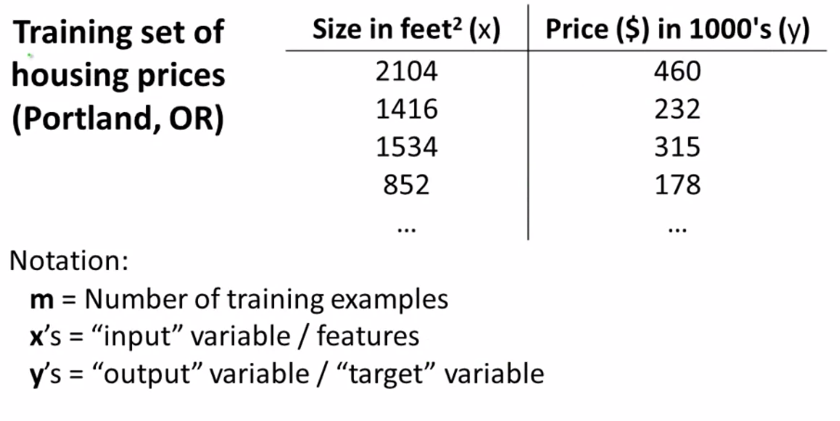 Training set of
housing prices
(Portland, OR)
Size in feet² (x) Price ($) in 1000's (y)
2104 460
1416 232
1534 315
852 178
... ...
Notation:
m = Number of training examples
x’s = “input” variable / features
y’s = “output” variable / “target” variable